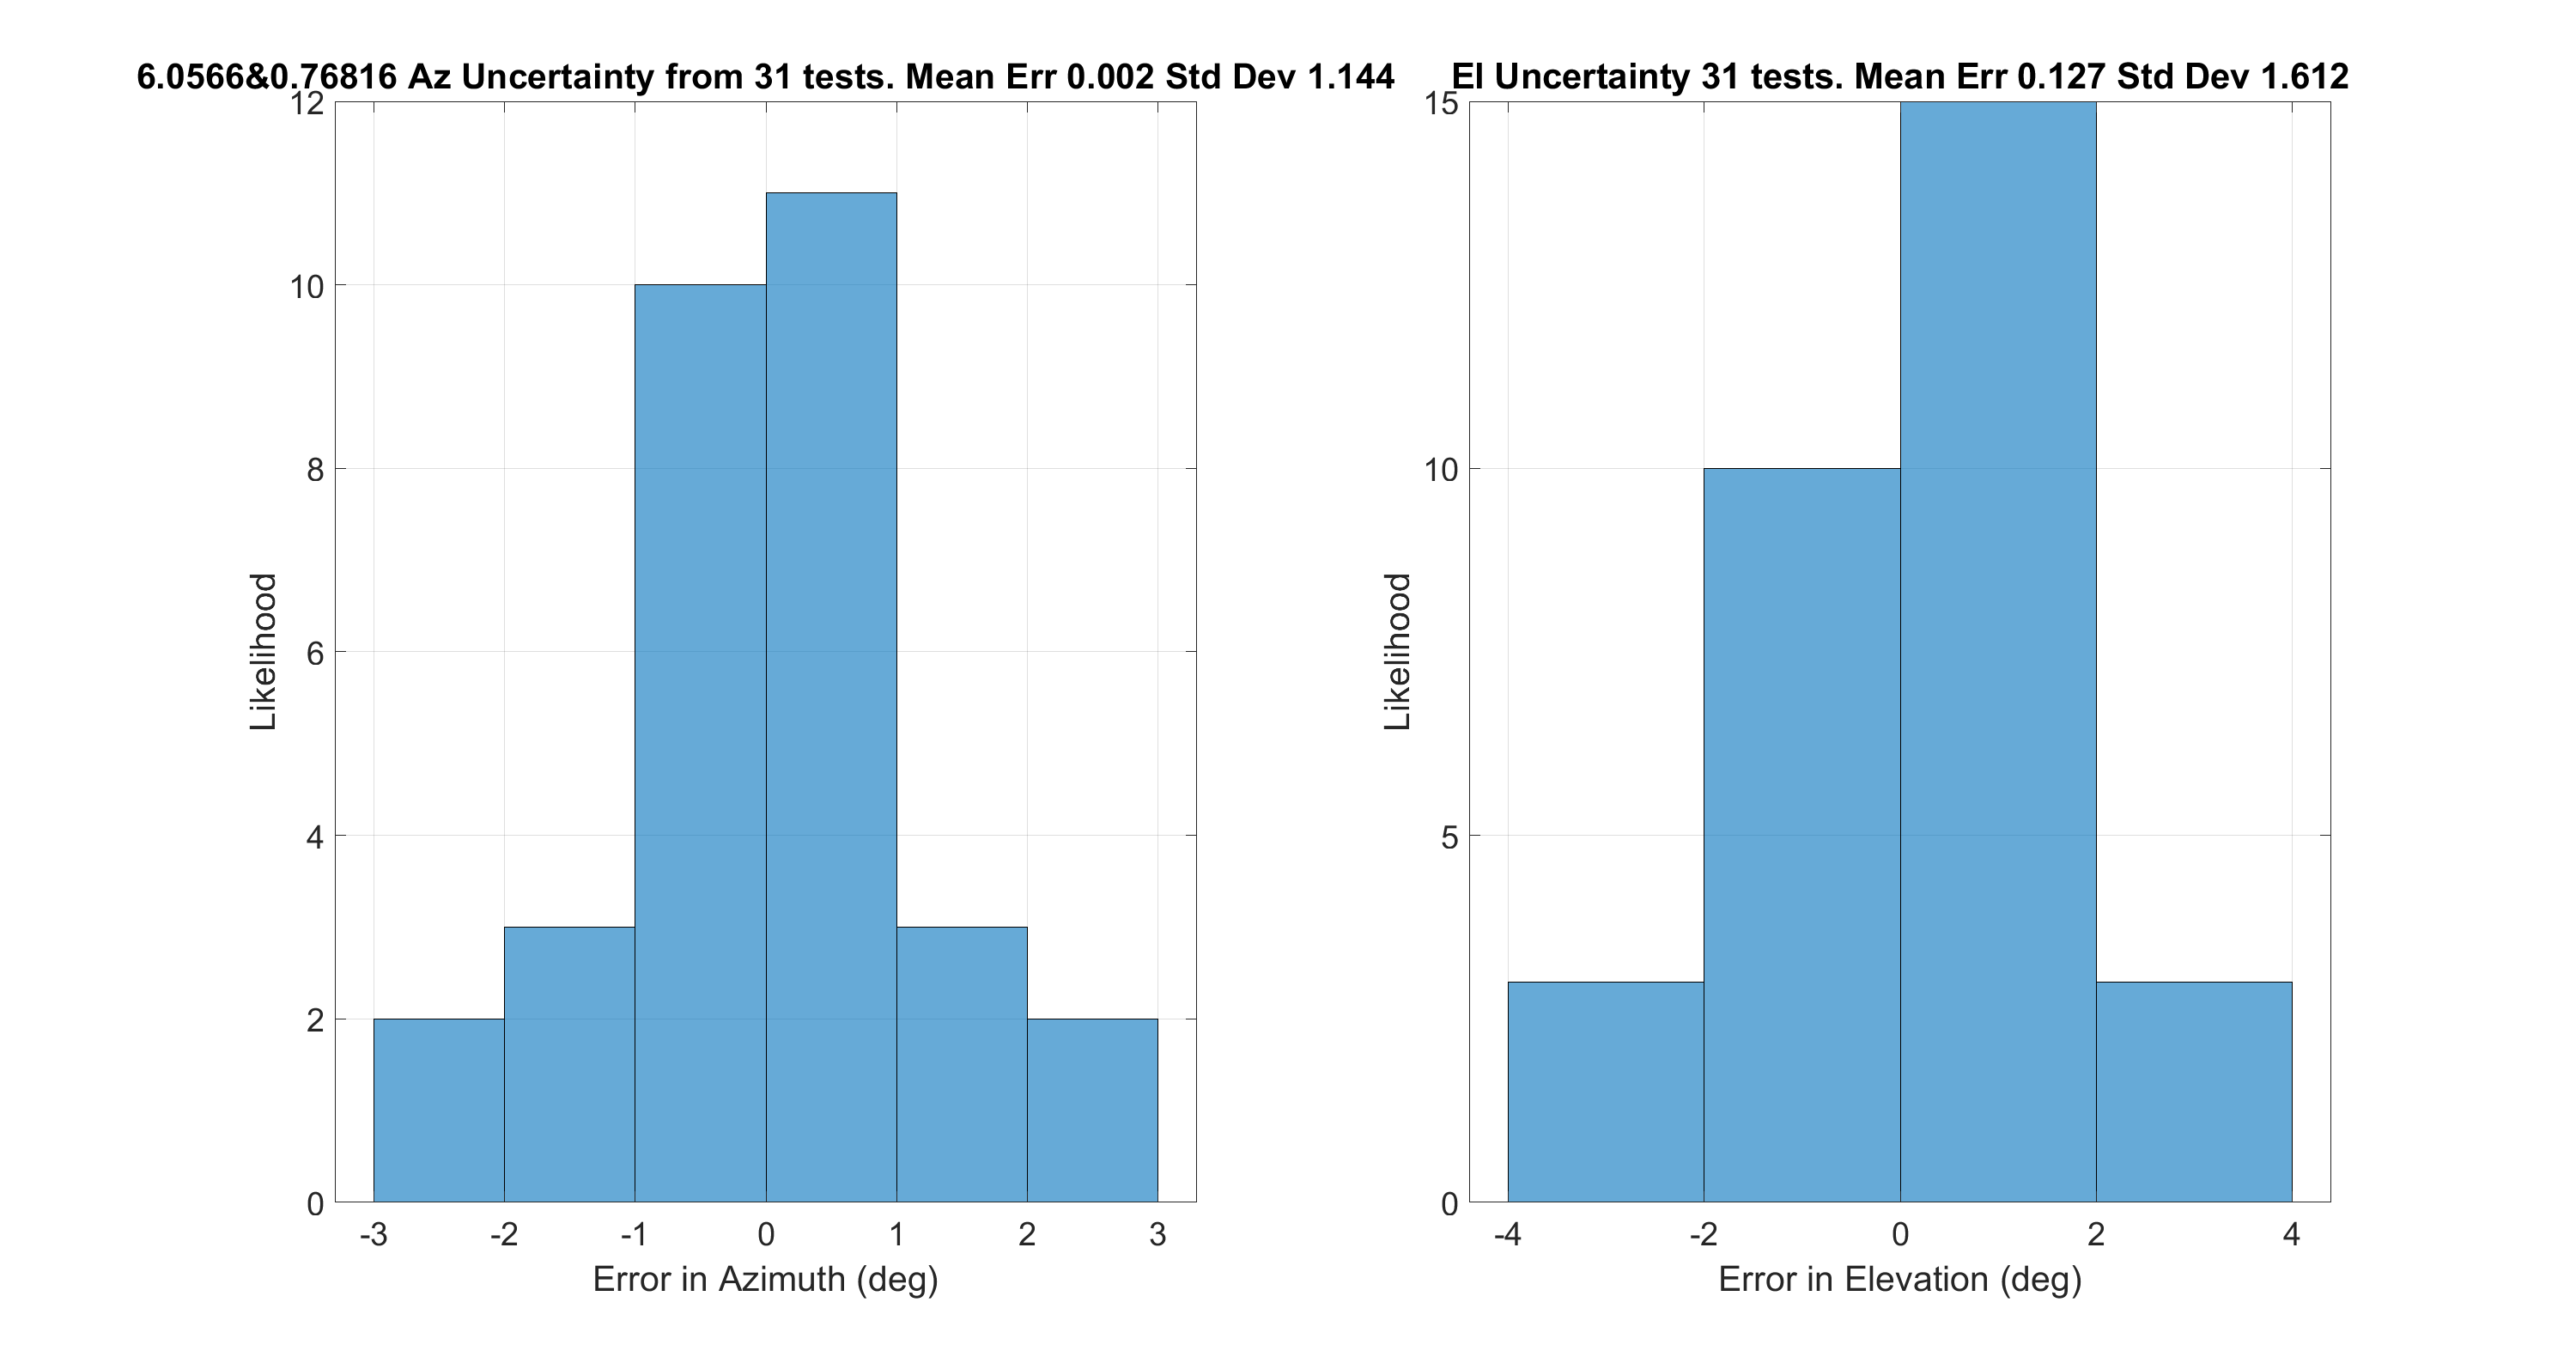 6.0566&0.76816 Az Uncertainty from 31 tests. Mean Err 0.002 Std Dev 1.144
12
10
8
6
4
2
0
Likelihood
-3 -2 -1 0 1 2 3
Error in Azimuth (deg)
El Uncertainty 31 tests. Mean Err 0.127 Std Dev 1.612
15
10
5
0
Likelihood
-4 -2 0 2 4
Error in Elevation (deg)